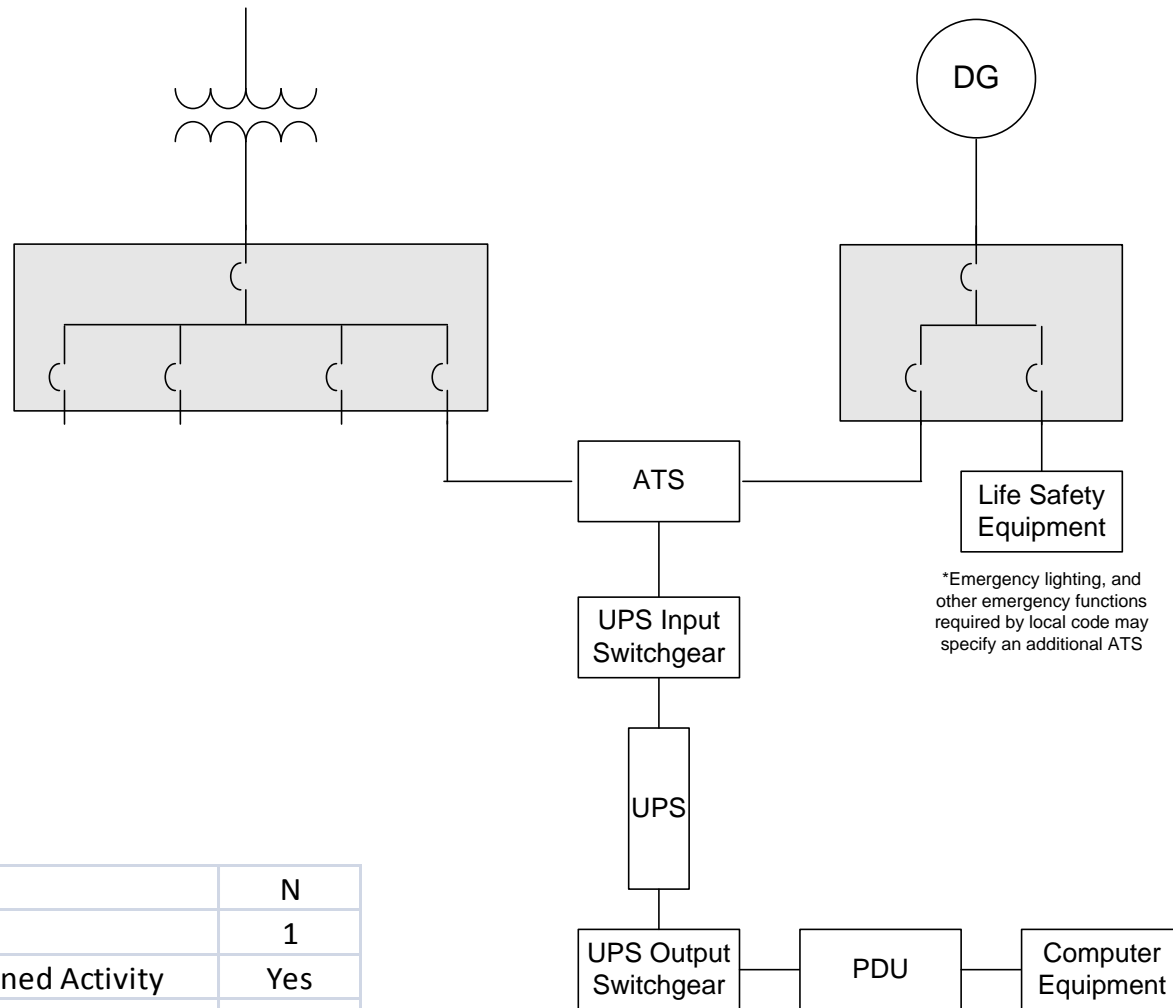 DG
ATS
Life Safety
Equipment
*Emergency lighting, and
other emergency functions
required by local code may
specify an additional ATS
UPS Input
Switchgear
UPS
N
1
Activity
Yes
UPS Output
Switchgear
PDU
Computer
Equipment